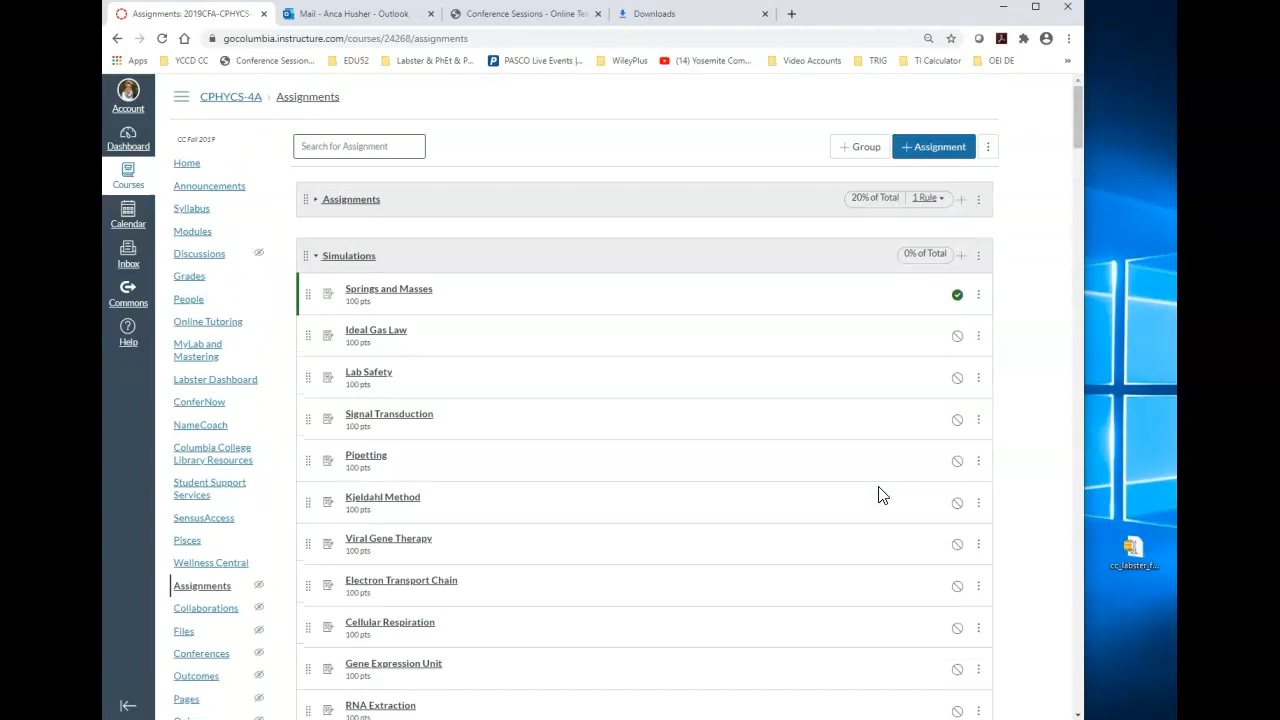 Assignments: 2019CFA-CPHYCS-
Mail - Anca Husher - Outlook
Conference Sessions - Online Te
Downloads
gocolumbia.instructure.com/courses/24268/assignments
Apps
YCCD CC
Conference Session...
EDU52
Labster & PhEt & P...
PASCO Live Events |...
WileyPlus
(14) Yosemite Com...
Video Accounts
TRIG
TI Calculator
OEI DE
»
Account
Dashboard
Courses
Calendar
Inbox
Commons
Help
CPHYCS-4A › Assignments
CC Fall 2019
Home
Announcements
Syllabus
Modules
Discussions
Grades
People
Online Tutoring
MyLab and
Mastering
Labster Dashboard
ConferNow
NameCoach
Columbia College
Library Resources
Student Support
Services
SensusAccess
Pisces
Wellness Central
Assignments
Collaborations
Files
Conferences
Outcomes
Pages
Search for Assignment
+ Group
+ Assignment
Assignments
20% of Total
1 Rule
Simulations
0% of Total
Springs and Masses
100 pts
Ideal Gas Law
100 pts
Lab Safety
100 pts
Signal Transduction
100 pts
Pipetting
100 pts
Kjeldahl Method
100 pts
Viral Gene Therapy
100 pts
Electron Transport Chain
100 pts
Cellular Respiration
100 pts
Gene Expression Unit
100 pts
RNA Extraction
100 pts
cc_labster_f...